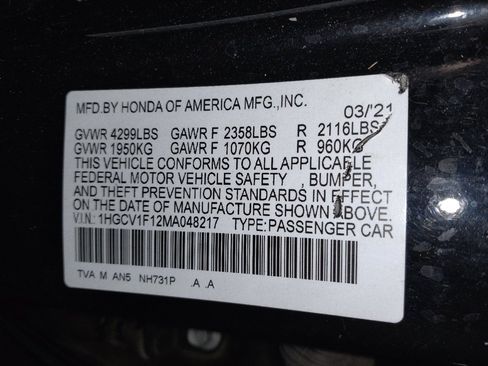 MFD.BY HONDA OF AMERICA MFG.,INC. 03/'21
GVWR 4299LBS GAWR F 2358LBS R 2116LBS
GVWR 1950KG GAWR F 1070KG R 960KG
THIS VEHICLE CONFORMS TO ALL APPLICABLE
FEDERAL MOTOR VEHICLE SAFETY , BUMPER,
AND THEFT PREVENTION STANDARDS IN EFFECT
ON THE DATE OF MANUFACTURE SHOWN ABOVE.
V.I.N.: 1HGCV1F12MA048217 TYPE:PASSENGER CAR
TVA M AN5 NH731P .A .A